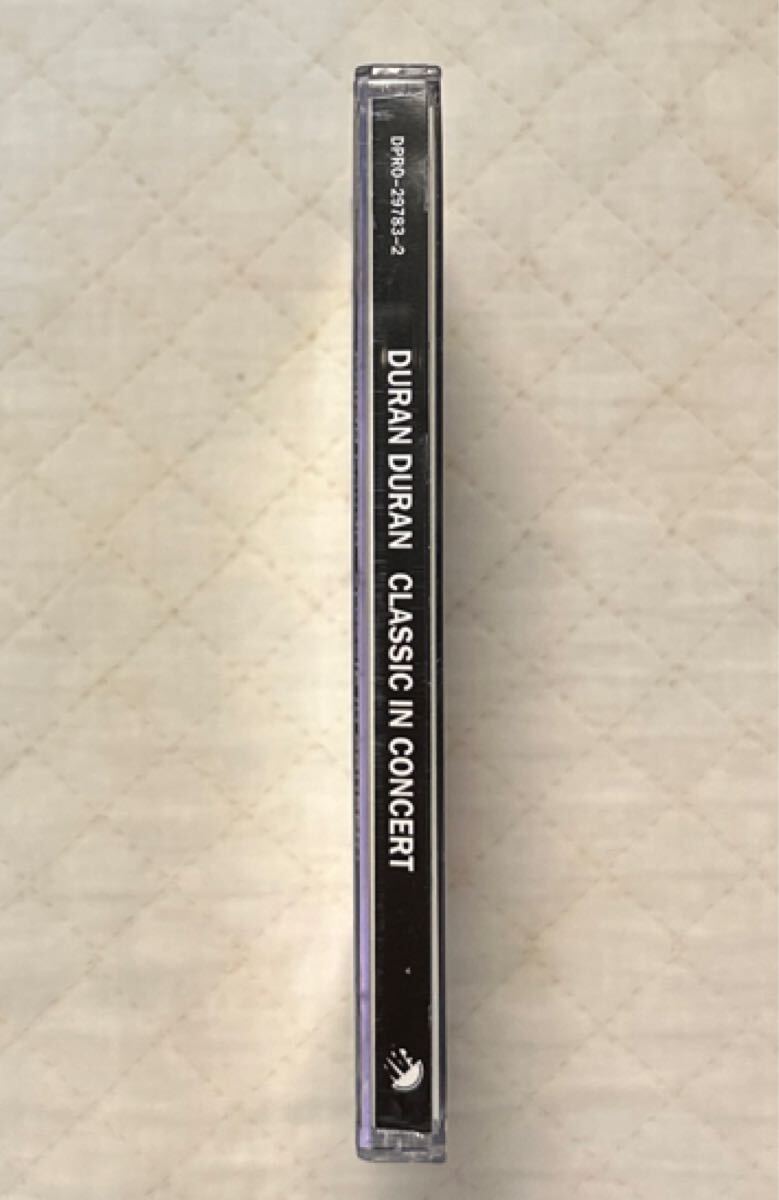 DPRO-29783-2
DURAN DURAN CLASSIC IN CONCERT